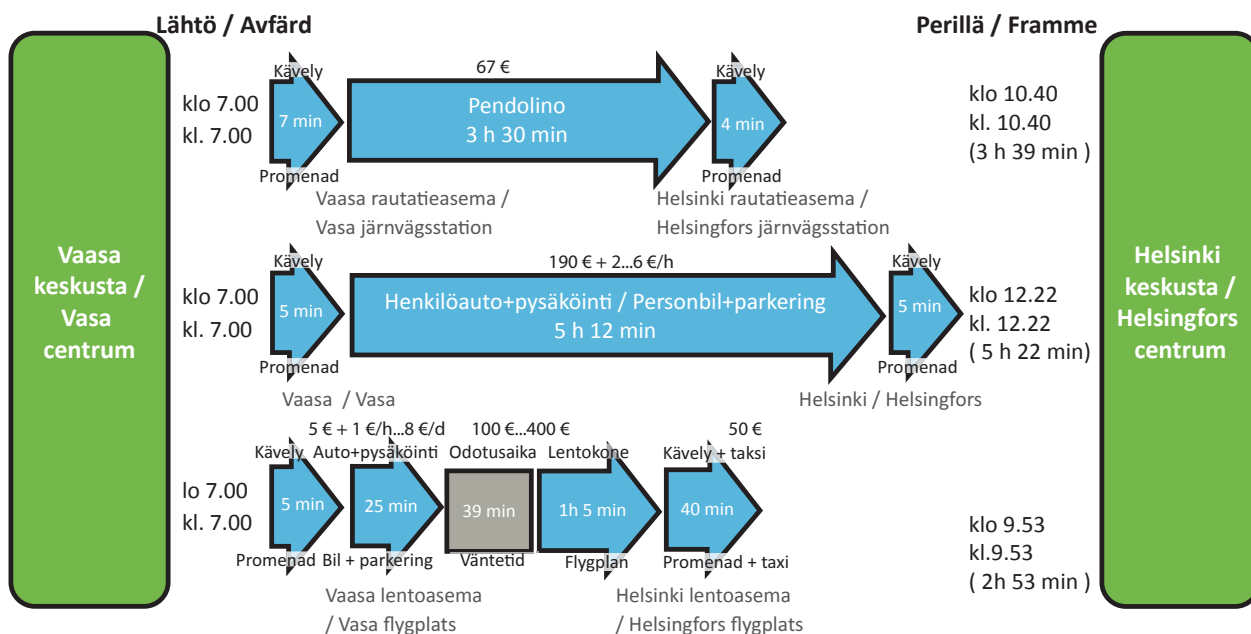 Lähtö / Avfärd
Perillä / Framme
Vaasa
keskusta /
Vasa
centrum
klo 7.00
kl. 7.00
Kävely
7 min
Promenad
67 €
Pendolino
3 h 30 min
Kävely
4 min
Promenad
Vaasa rautatieasema /
Vasa järnvägsstation
Helsinki rautatieasema /
Helsingfors järnvägsstation
klo 10.40
kl. 10.40
(3 h 39 min )
klo 7.00
kl. 7.00
Kävely
5 min
Promenad
190 € + 2...6 €/h
Henkilöauto+pysäköinti / Personbil+parkering
5 h 12 min
Kävely
5 min
Promenad
Vaasa / Vasa
Helsinki / Helsingfors
klo 12.22
kl. 12.22
( 5 h 22 min)
lo 7.00
kl. 7.00
Kävely
5 min
Promenad
5 € + 1 €/h...8 €/d
Auto+pysäköinti
25 min
Bil + parkering
Odotusaika
39 min
Väntetid
100 €...400 €
Lentokone
1h 5 min
Flygplan
50 €
Kävely + taksi
40 min
Promenad + taxi
Vaasa lentoasema
/ Vasa flygplats
Helsinki lentoasema
/ Helsingfors flygplats
klo 9.53
kl.9.53
( 2h 53 min )
Helsinki
keskusta /
Helsingfors
centrum